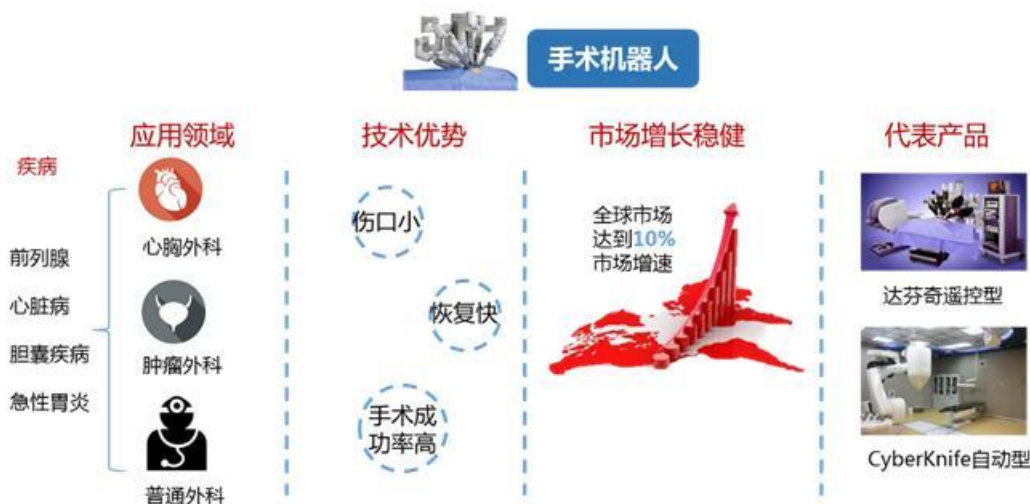 手术机器人
应用领域
技术优势
市场增长稳健
代表产品
疾病
前列腺
心脏病
胆囊疾病
急性胃炎
心胸外科
肿瘤外科
普通外科
伤口小
恢复快
手术成
功率高
全球市场
达到10%
市场增速
达芬奇遥控型
CyberKnife自动型